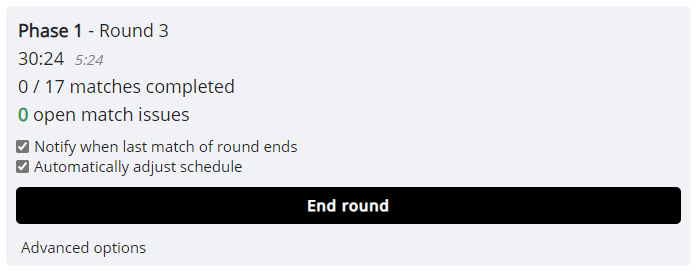 Phase 1 - Round 3
30:24 5:24
0 / 17 matches completed
0 open match issues
Notify when last match of round ends
Automatically adjust schedule
End round
Advanced options